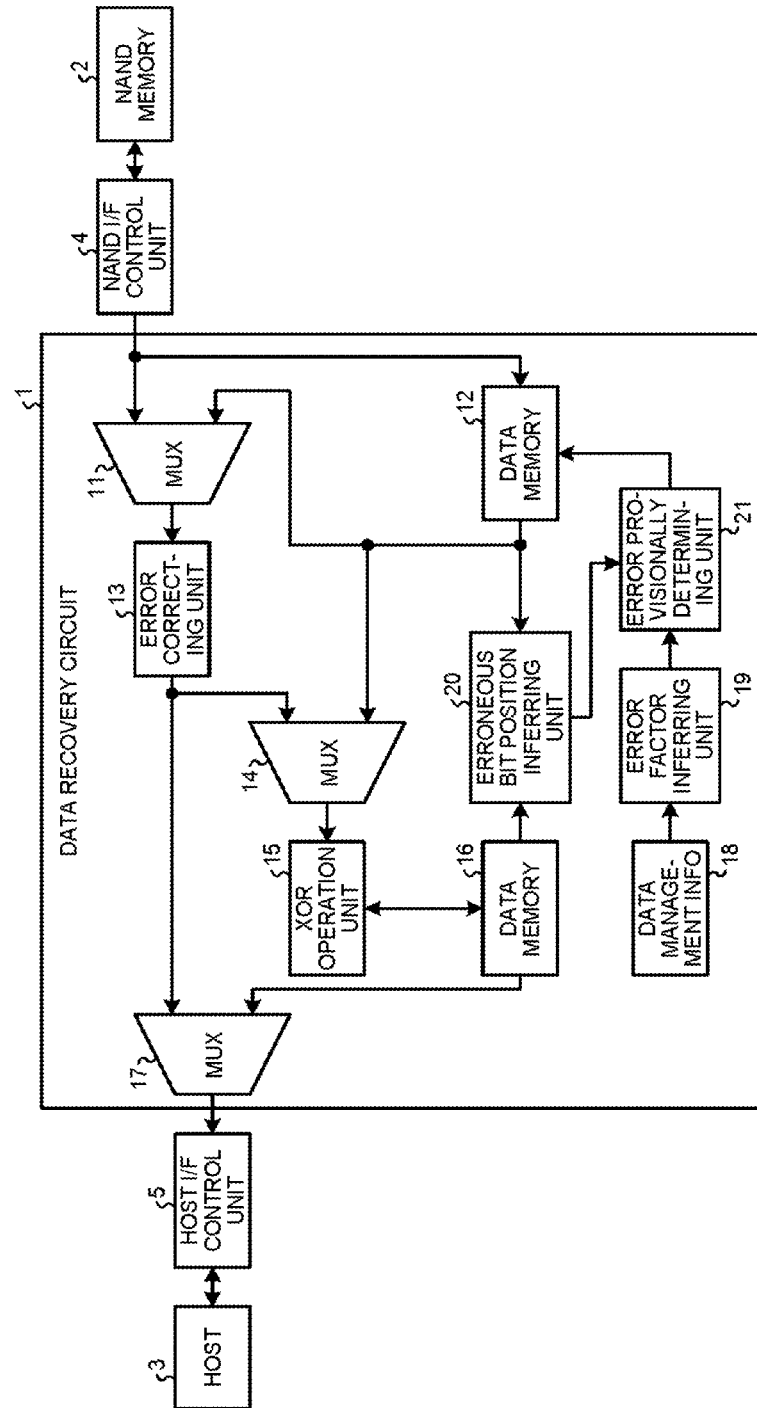 DATA RECOVERY CIRCUIT
1
3
HOST
5
HOST I/F
CONTROL
UNIT
17
MUX
15
XOR
OPERATION
UNIT
14
MUX
13
ERROR
CORRECT-
ING UNIT
11
MUX
4
NAND I/F
CONTROL
UNIT
2
NAND
MEMORY
16
DATA
MEMORY
20
ERRONEOUS
BIT POSITION
INFERRING
UNIT
12
DATA
MEMORY
DATA
MANAGE-
MENT INFO
18
ERROR
FACTOR
INFERRING
UNIT
19
ERROR PRO-
VISIONALLY
DETERMIN-
ING UNIT
21